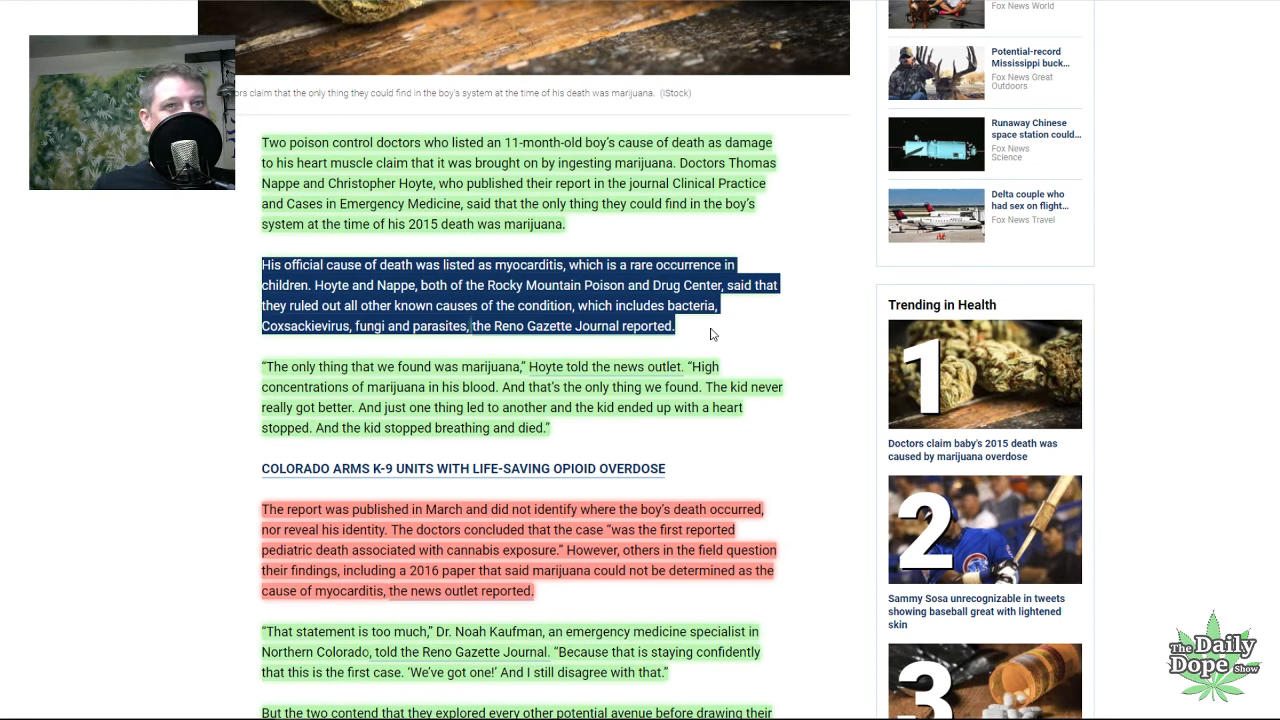 ors claim that the only thing they could find in the boy's system at the time of his death was marijuana. (iStock)
Two poison control doctors who listed an 11-month-old boy's cause of death as damage
to his heart muscle claim that it was brought on by ingesting marijuana. Doctors Thomas
Nappe and Christopher Hoyte, who published their report in the journal Clinical Practice
and Cases in Emergency Medicine, said that the only thing they could find in the boy's
system at the time of his 2015 death was marijuana.
His official cause of death was listed as myocarditis, which is a rare occurrence in
children. Hoyte and Nappe, both of the Rocky Mountain Poison and Drug Center, said that
they ruled out all other known causes of the condition, which includes bacteria,
Coxsackievirus, fungi and parasites, the Reno Gazette Journal reported.
“The only thing that we found was marijuana,” Hoyte told the news outlet. “High
concentrations of marijuana in his blood. And that's the only thing we found. The kid never
really got better. And just one thing led to another and the kid ended up with a heart
stopped. And the kid stopped breathing and died.”
COLORADO ARMS K-9 UNITS WITH LIFE-SAVING OPIOID OVERDOSE
The report was published in March and did not identify where the boy's death occurred,
nor reveal his identity. The doctors concluded that the case “was the first reported
pediatric death associated with cannabis exposure.” However, others in the field question
their findings, including a 2016 paper that said marijuana could not be determined as the
cause of myocarditis, the news outlet reported.
“That statement is too much,” Dr. Noah Kaufman, an emergency medicine specialist in
Northern Colorado, told the Reno Gazette Journal. “Because that is saying confidently
that this is the first case. ‘We've got one!’ And I still disagree with that.”
But the two contend that they explored every other potential avenue before drawing their
Fox News World
Potential-record
Mississippi buck…
Fox News Great
Outdoors
Runaway Chinese
space station could…
Fox News
Science
Delta couple who
had sex on flight…
Fox News Travel
Trending in Health
1
Doctors claim baby's 2015 death was
caused by marijuana overdose
2
Sammy Sosa unrecognizable in tweets
showing baseball great with lightened
skin
3
The Daily
Dope Show